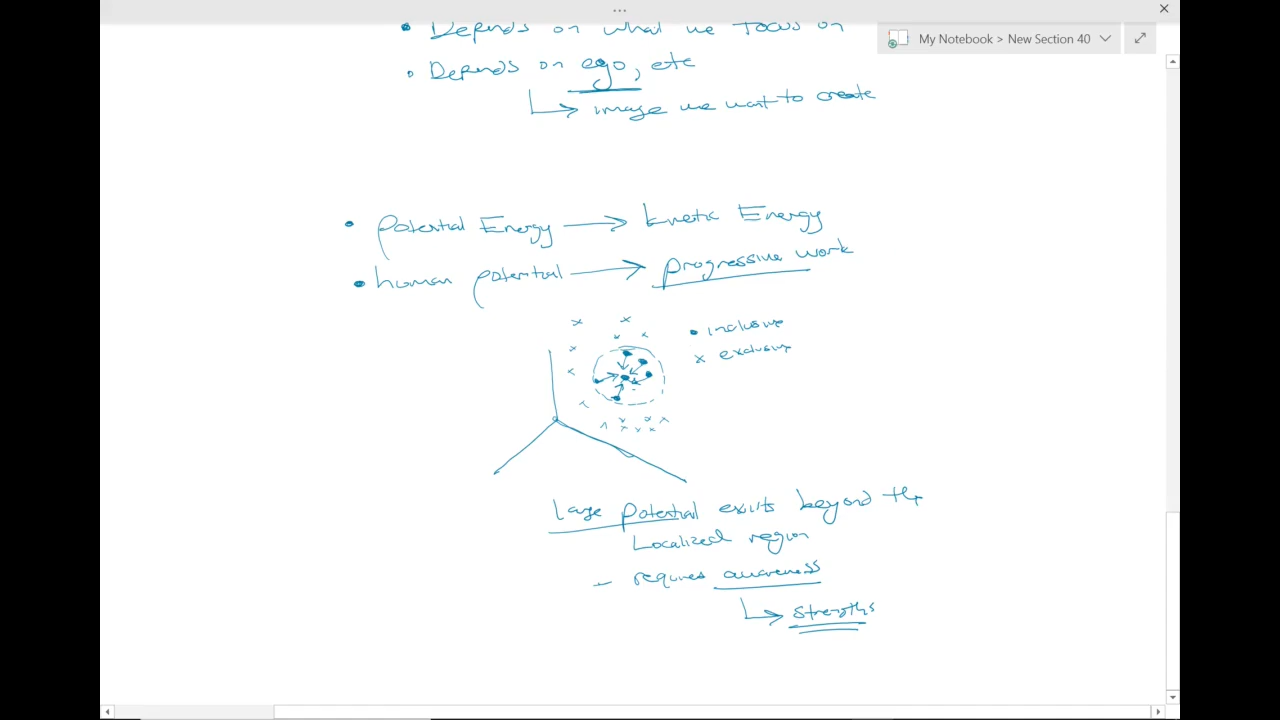 • Depends on what we focus on
My Notebook > New Section 40
• Depends on ego, etc
image we want to create
• Potential Energy → Kinetic Energy
• human potential → progressive work
• inclusive
x exclusive
Large potential exists beyond the
Localized region
- requires awareness
strengths